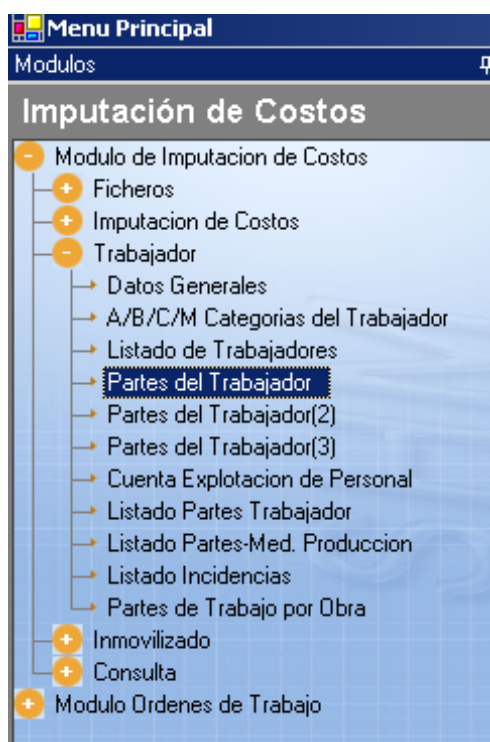 Menu Principal
Modulos
Imputación de Costos
Modulo de Imputacion de Costos
Ficheros
Imputacion de Costos
Trabajador
Datos Generales
A/B/C/M Categorias del Trabajador
Listado de Trabajadores
Partes del Trabajador
Partes del Trabajador(2)
Partes del Trabajador(3)
Cuenta Explotacion de Personal
Listado Partes Trabajador
Listado Partes-Med. Produccion
Listado Incidencias
Partes de Trabajo por Obra
Inmovilizado
Consulta
Modulo Ordenes de Trabajo